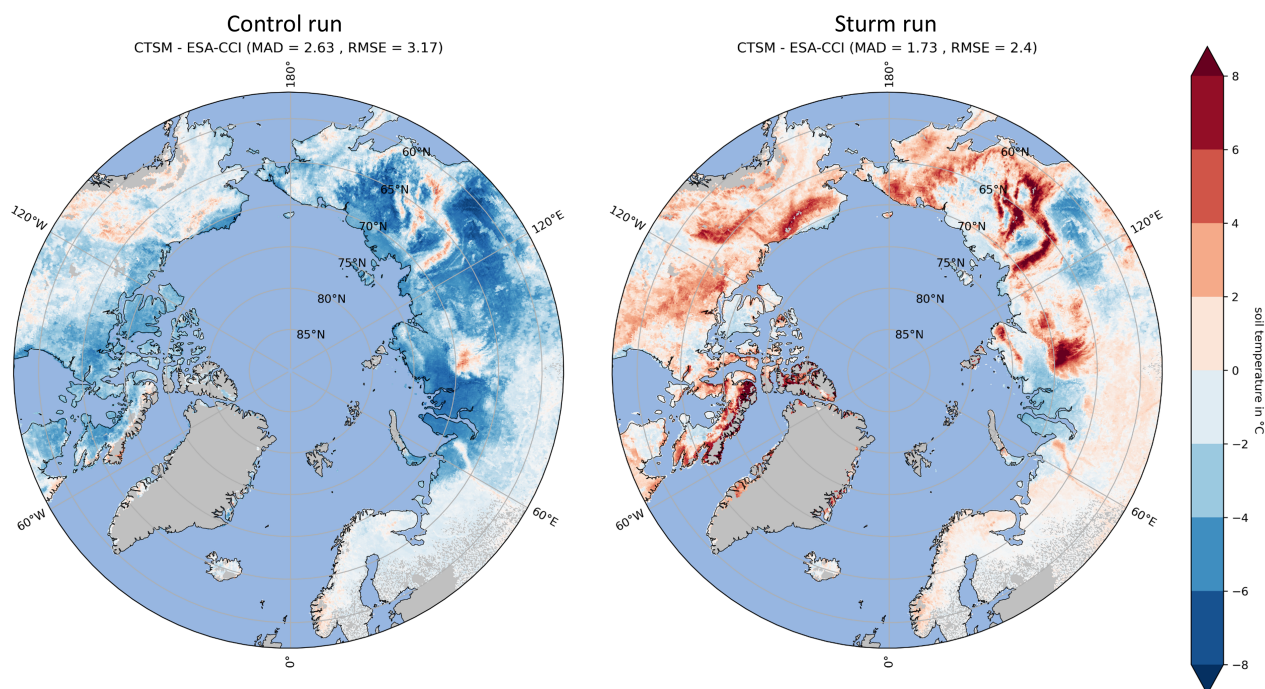 Control run
CTSM - ESA-CCI (MAD = 2.63 , RMSE = 3.17)
180°
60°N
65°N
70°N
75°N
80°N
85°N
120°W
120°E
60°W
60°E
0°
Sturm run
CTSM - ESA-CCI (MAD = 1.73 , RMSE = 2.4)
180°
60°N
65°N
70°N
75°N
80°N
85°N
120°W
120°E
60°W
60°E
0°
8
6
4
2
0
−2
−4
−6
−8
soil temperature in °C